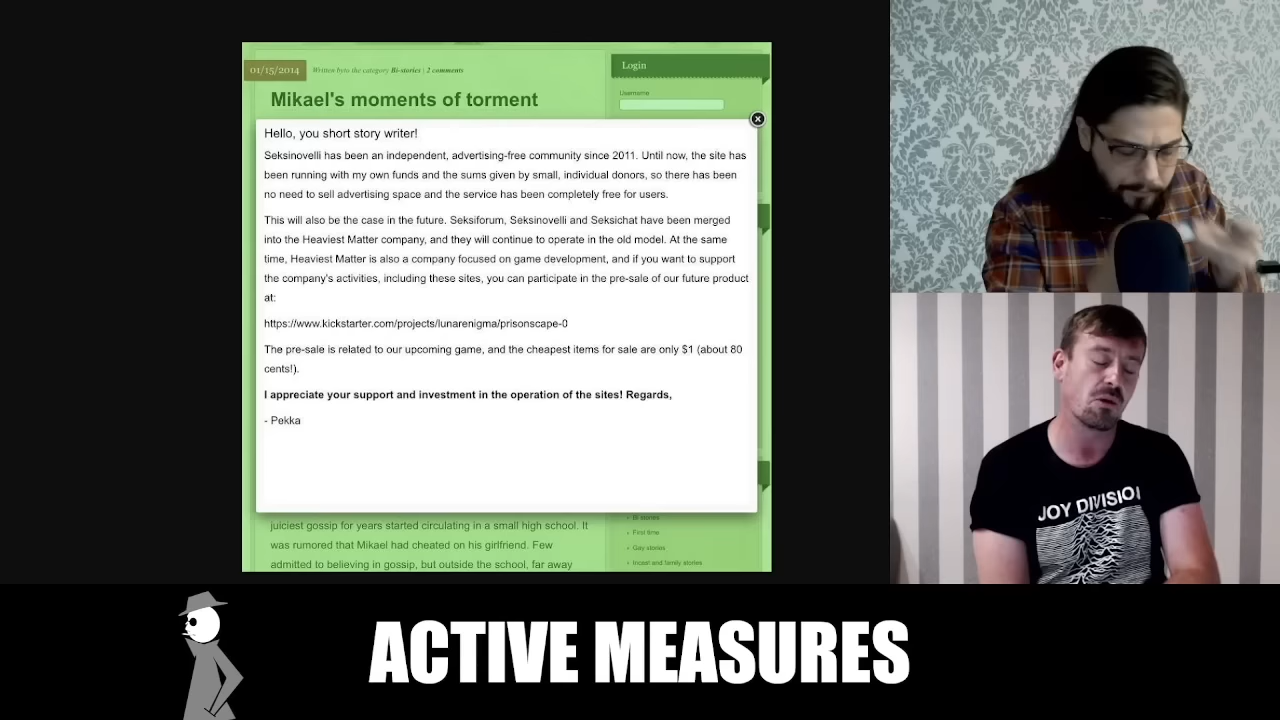 01/15/2014
Written byto the category Bi-stories | 2 comments
Login
Username
Mikael's moments of torment
Hello, you short story writer!
Seksinovelli has been an independent, advertising-free community since 2011. Until now, the site has
been running with my own funds and the sums given by small, individual donors, so there has been
no need to sell advertising space and the service has been completely free for users.
This will also be the case in the future. Seksiforum, Seksinovelli and Seksichat have been merged
into the Heaviest Matter company, and they will continue to operate in the old model. At the same
time, Heaviest Matter is also a company focused on game development, and if you want to support
the company's activities, including these sites, you can participate in the pre-sale of our future product
at:
https://www.kickstarter.com/projects/lunarenigma/prisonscape-0
The pre-sale is related to our upcoming game, and the cheapest items for sale are only $1 (about 80
cents!).
I appreciate your support and investment in the operation of the sites! Regards,
- Pekka
juiciest gossip for years started circulating in a small high school. It
was rumored that Mikael had cheated on his girlfriend. Few
admitted to believing in gossip, but outside the school, far away
Bi stories
First time
Gay stories
Incest and family stories
JOY DIVISION
ACTIVE MEASURES